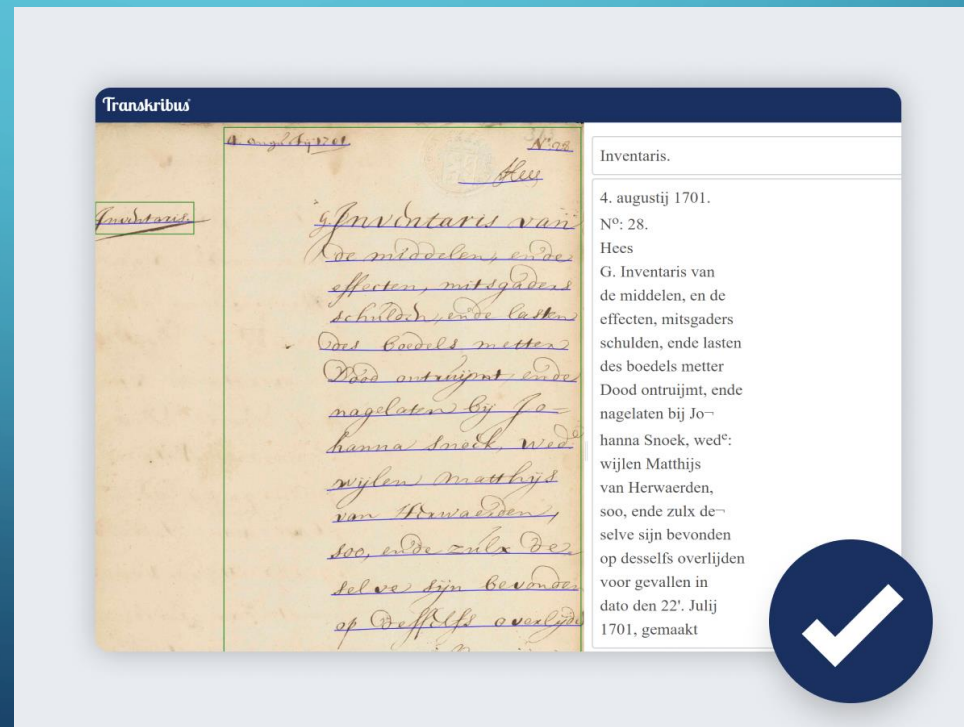 Transkribus
4 augustij 1701
No. 28
Hees
Inventaris
G. Inventaris van
de middelen, ende
effecten, mitsgaders
schulden, ende lasten
des boedels metter
Dood ontruijmt, ende
nagelaten bij Jo=
hanna Sneek, wede
wijlen Matthijs
van Herwaerden,
soo, ende zulx de
selve sijn bevonden
op desselfs overlijde
Inventaris.
4. augustij 1701.
Nº: 28.
Hees
G. Inventaris van
de middelen, en de
effecten, mitsgaders
schulden, ende lasten
des boedels metter
Dood ontruijmt, ende
nagelaten bij Jo¬
hanna Snoek, wedᵉ:
wijlen Matthijs
van Herwaerden,
soo, ende zulx de¬
selve sijn bevonden
op desselfs overlijden
voor gevallen in
dato den 22'. Julij
1701, gemaakt